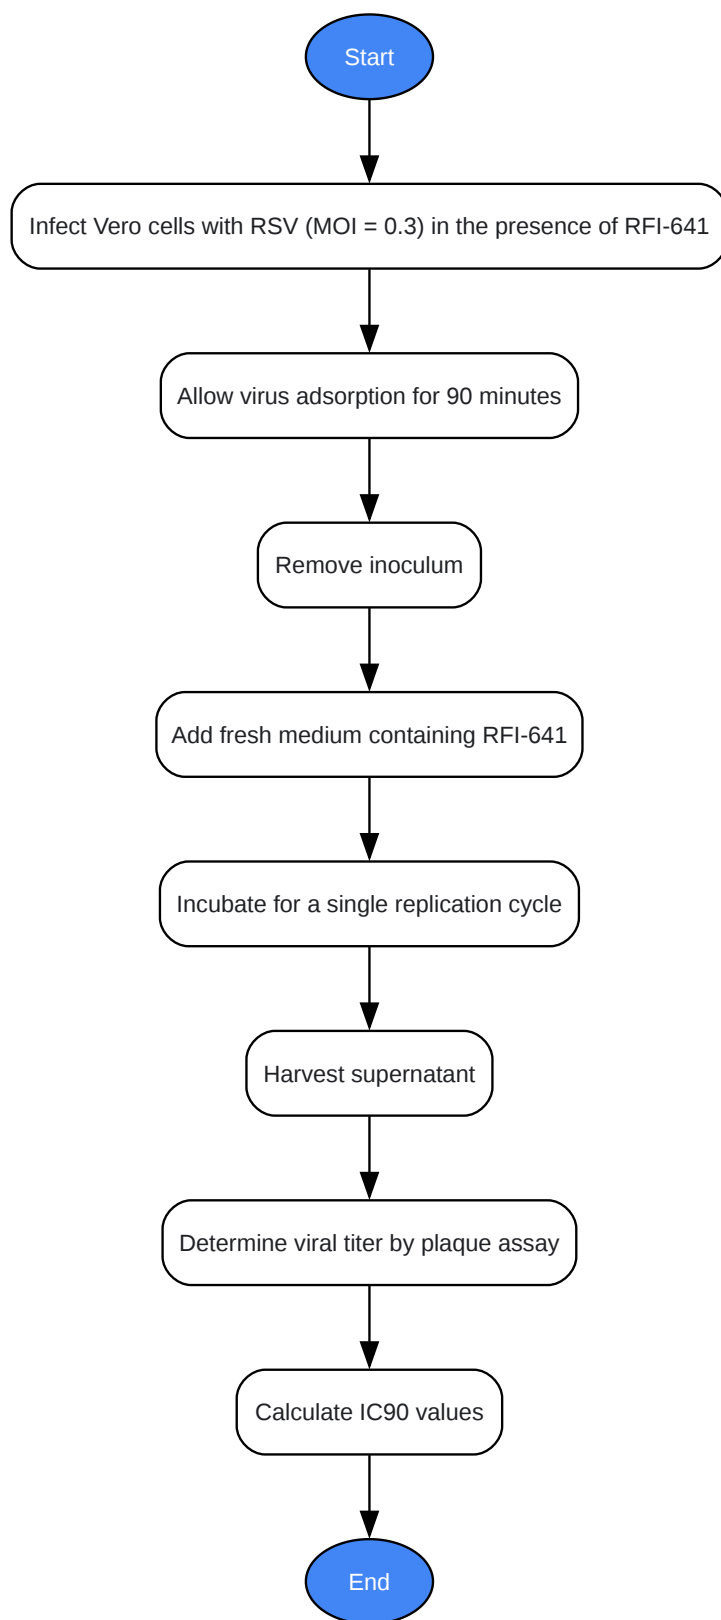 Start
Infect Vero cells with RSV (MOI = 0.3) in the presence of RFI-641
Allow virus adsorption for 90 minutes
Remove inoculum
Add fresh medium containing RFI-641
Incubate for a single replication cycle
Harvest supernatant
Determine viral titer by plaque assay
Calculate IC90 values
End